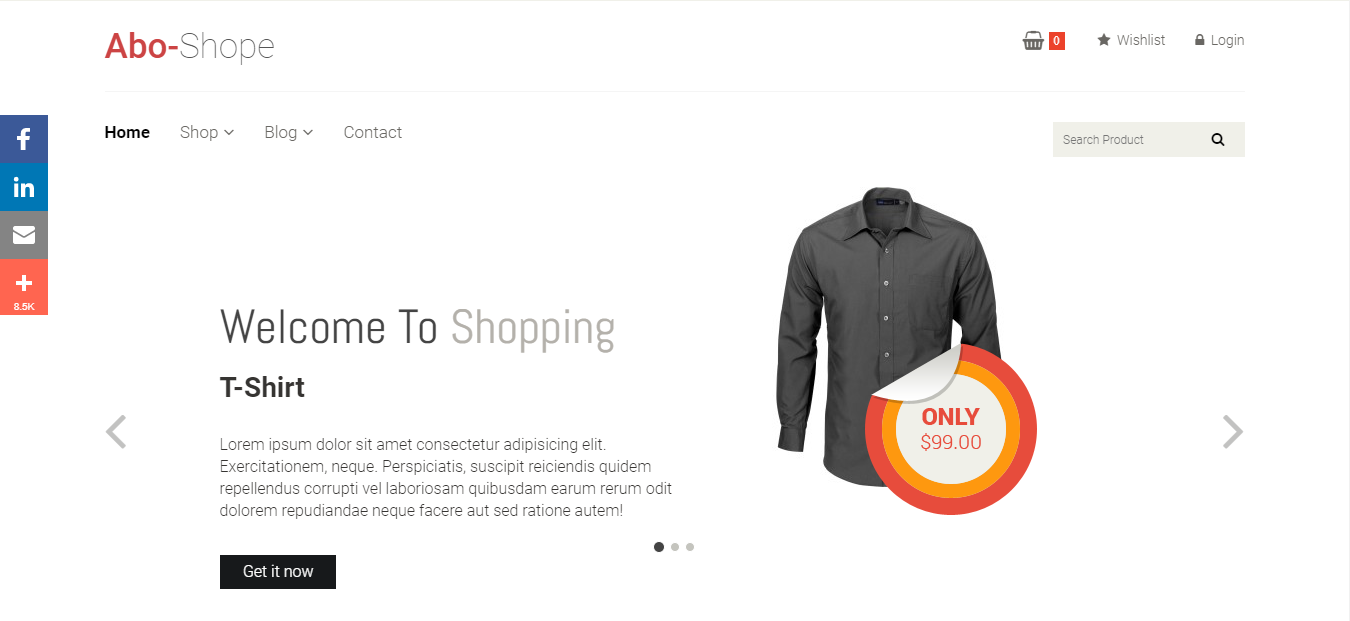 Abo-Shope
0
Wishlist
Login
Home
Shop
Blog
Contact
Search Product
8.5K
Welcome To Shopping
T-Shirt
Lorem ipsum dolor sit amet consectetur adipisicing elit.
Exercitationem, neque. Perspiciatis, suscipit reiciendis quidem
repellendus corrupti vel laboriosam quibusdam earum rerum odit
dolorem repudiandae neque facere aut sed ratione autem!
Get it now
ONLY
$99.00